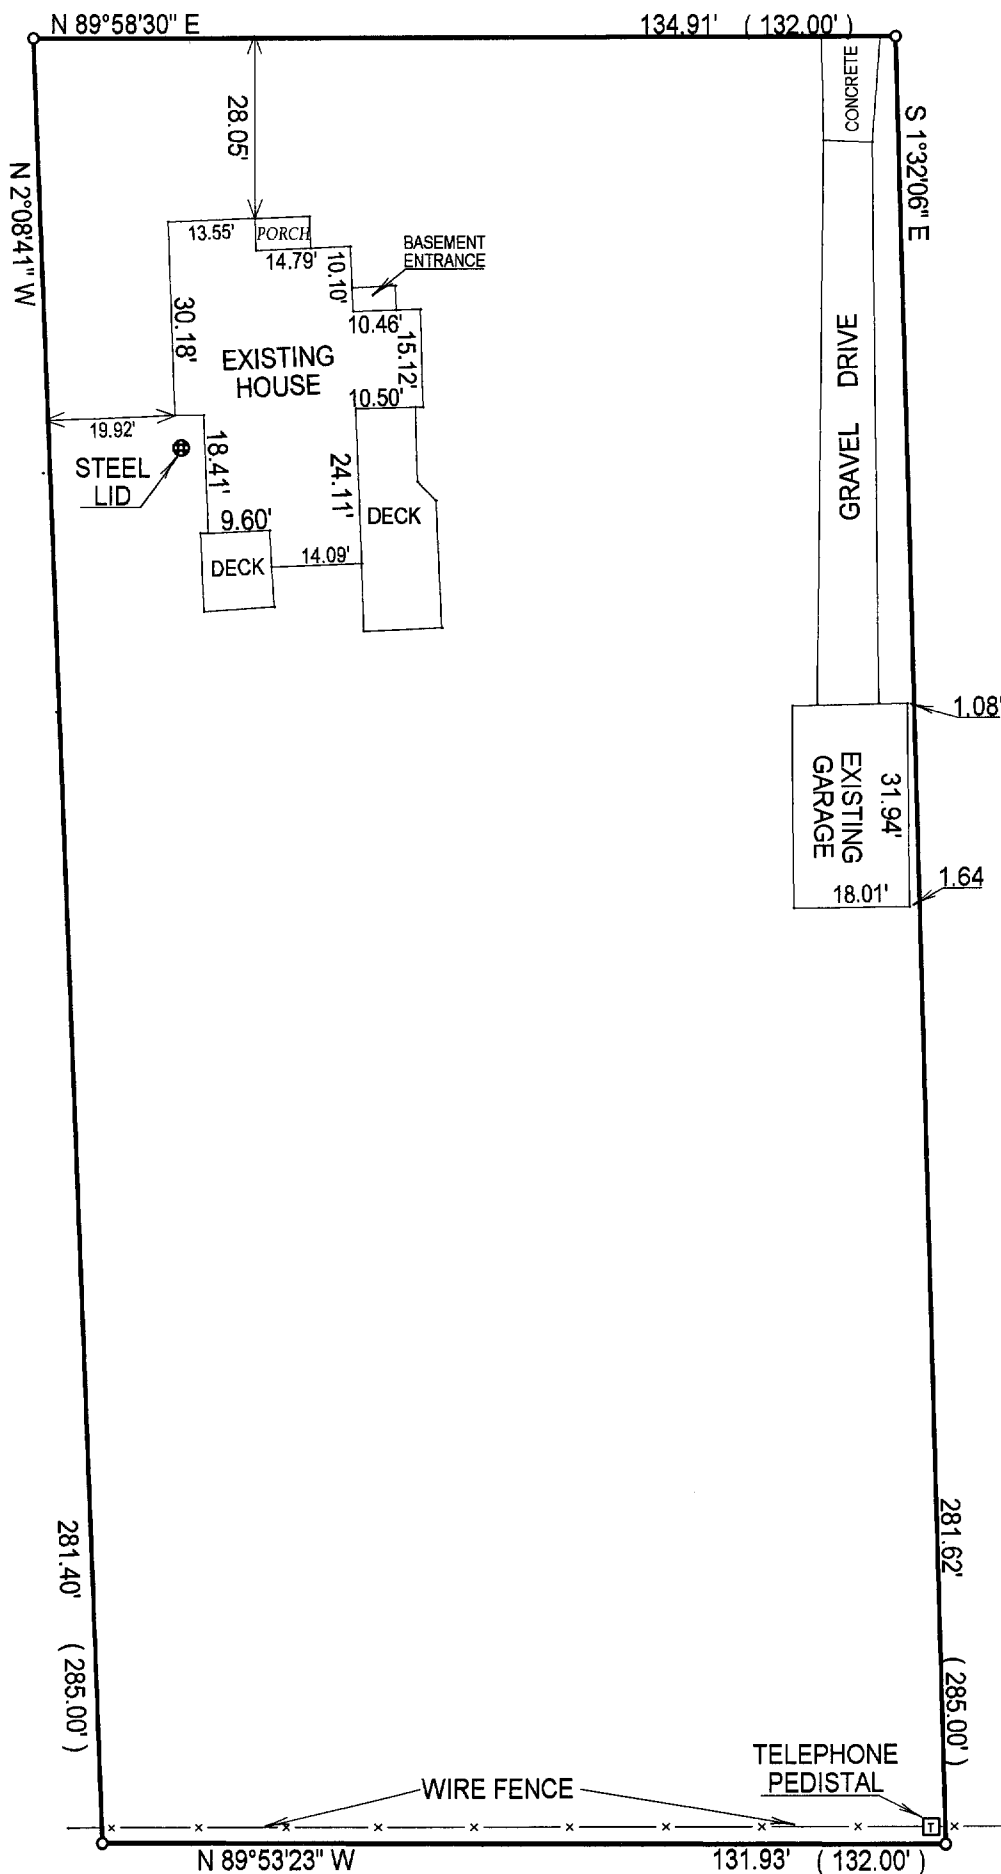 N 89°58'30" E
134.91' ( 132.00' )
CONCRETE
28.05'
S 1°32'06" E
N 2°08'41" W
13.55'
PORCH
14.79'
10.10'
BASEMENT
ENTRANCE
30.18'
10.46'
15.12'
EXISTING
HOUSE
10.50'
GRAVEL DRIVE
19.92'
STEEL
LID
18.41'
24.11'
9.60'
DECK
14.09'
DECK
1.08'
EXISTING
GARAGE
31.94'
18.01'
1.64
281.40' ( 285.00' )
281.62' ( 285.00' )
TELEPHONE
PEDISTAL
WIRE FENCE
T
N 89°53'23" W
131.93' ( 132.00' )